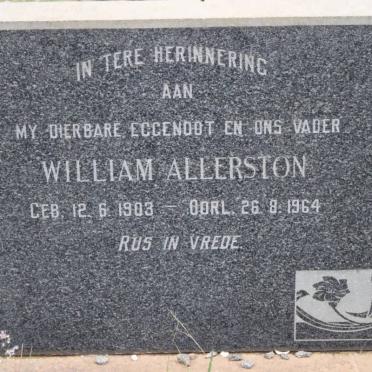 IN TERE HERINNERING
AAN
MY DIERBARE EGGENOOT EN ONS VADER
WILLIAM ALLERSTON
GEB. 12. 6. 1903 — OORL. 26. 8. 1964
RUS IN VREDE.